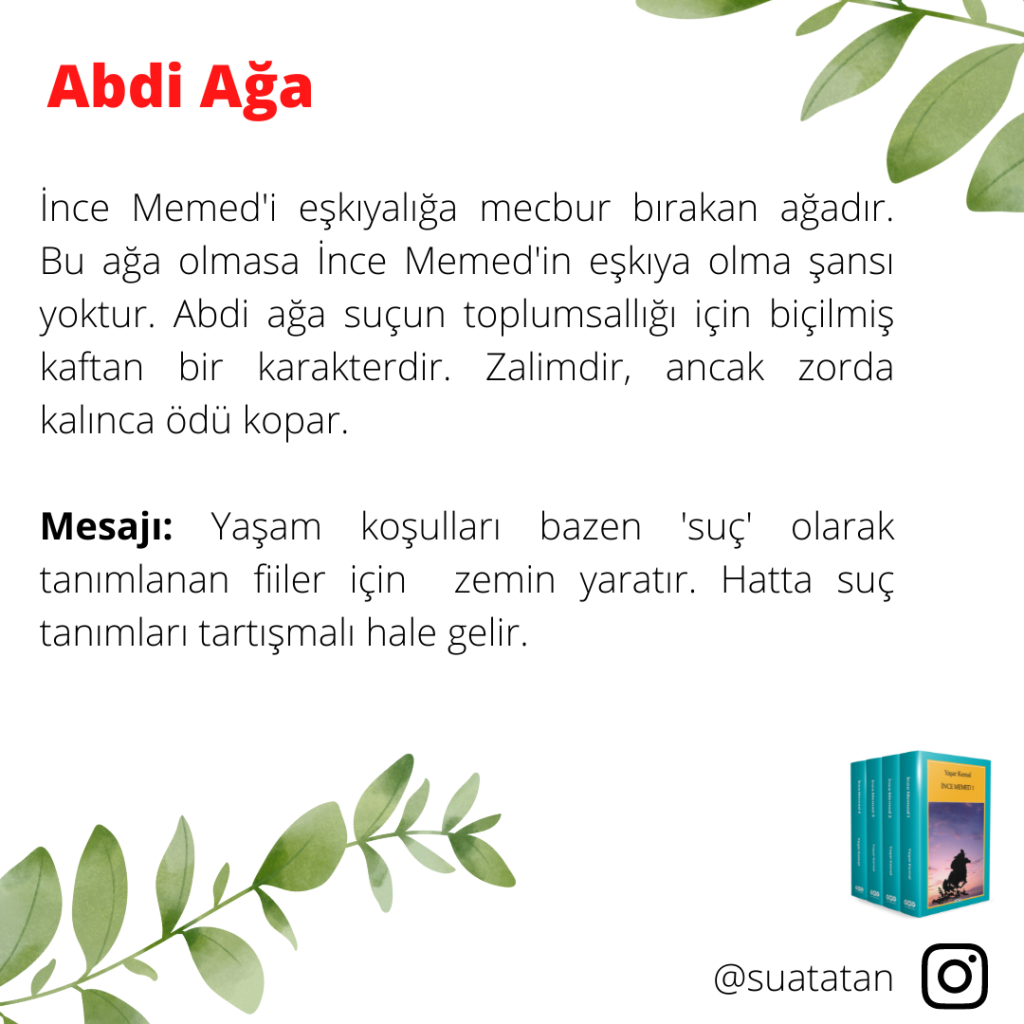 Abdi Ağa
İnce Memed'i eşkıyalığa mecbur bırakan ağadır.
Bu ağa olmasa İnce Memed'in eşkıya olma şansı
yoktur. Abdi ağa suçun toplumsallığı için biçilmiş
kaftan bir karakterdir. Zalimdir, ancak zorda
kalınca ödü kopar.
Mesajı: Yaşam koşulları bazen 'suç' olarak
tanımlanan fiiler için zemin yaratır. Hatta suç
tanımları tartışmalı hale gelir.
Yaşar Kemal
İNCE MEMED 1
@suatatan